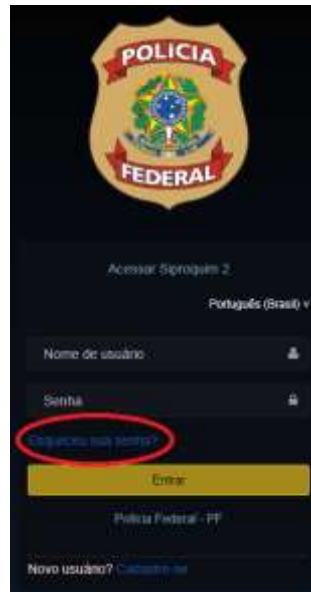 POLICIA
FEDERAL
Acessar Siproquim 2
Português (Brasil)
Nome de usuário
Senha
Esqueceu sua senha?
Entrar
Polícia Federal - PF
Novo usuário? Cadastre-se